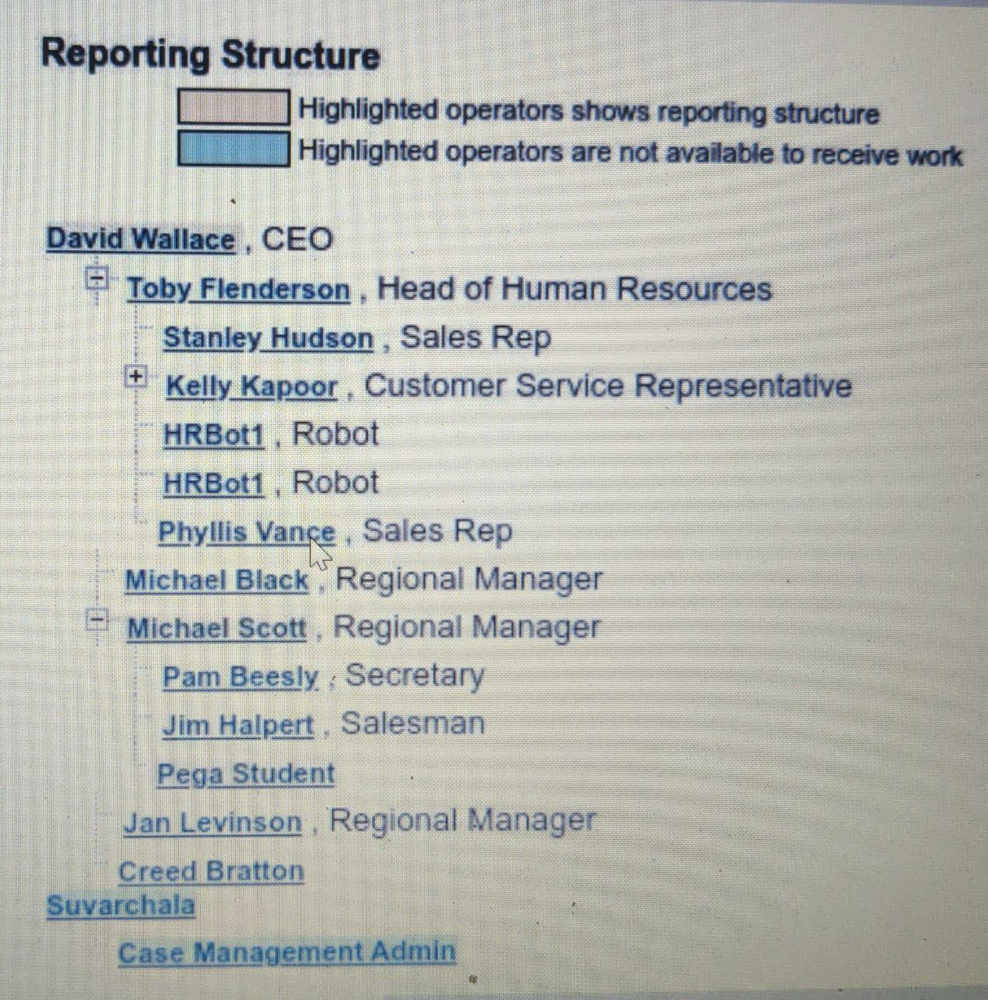 Reporting Structure
Highlighted operators shows reporting structure
Highlighted operators are not available to receive work
David Wallace , CEO
Toby Flenderson , Head of Human Resources
Stanley Hudson , Sales Rep
Kelly Kapoor , Customer Service Representative
HRBot1 , Robot
HRBot1 , Robot
Phyllis Vance , Sales Rep
Michael Black , Regional Manager
Michael Scott , Regional Manager
Pam Beesly , Secretary
Jim Halpert , Salesman
Pega Student
Jan Levinson , Regional Manager
Creed Bratton
Suvarchala
Case Management Admin